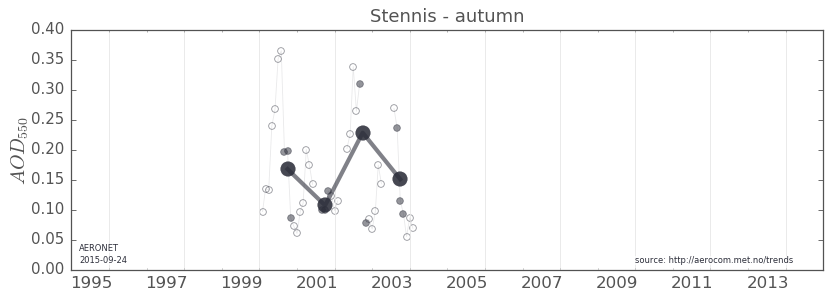 Stennis - autumn
0.40
0.35
0.30
0.25
0.20
0.15
0.10
0.05
0.00
AOD550
AERONET
2015-09-24
source: http://aerocom.met.no/trends
1995 1997 1999 2001 2003 2005 2007 2009 2011 2013